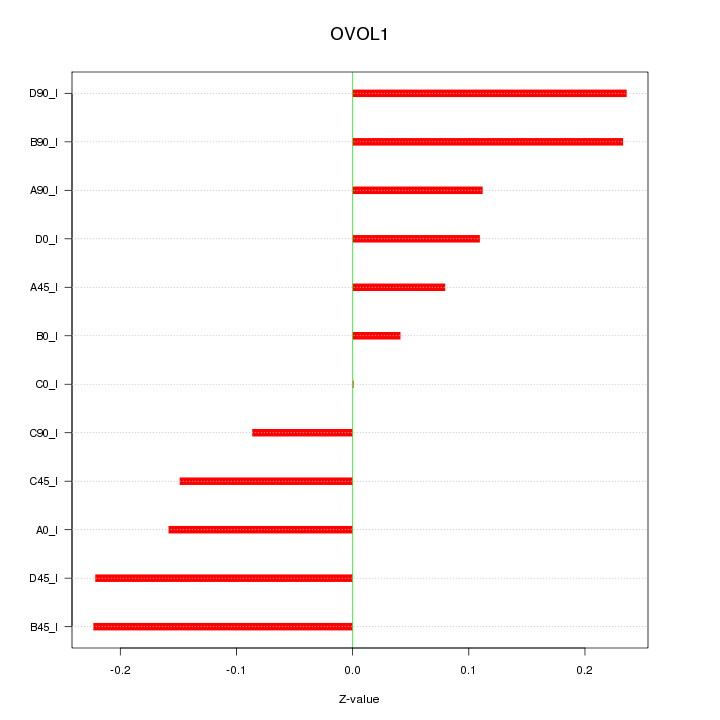 OVOL1
D90_I
B90_I
A90_I
D0_I
A45_I
B0_I
C0_I
C90_I
C45_I
A0_I
D45_I
B45_I
-0.2 -0.1 0.0 0.1 0.2
Z-value